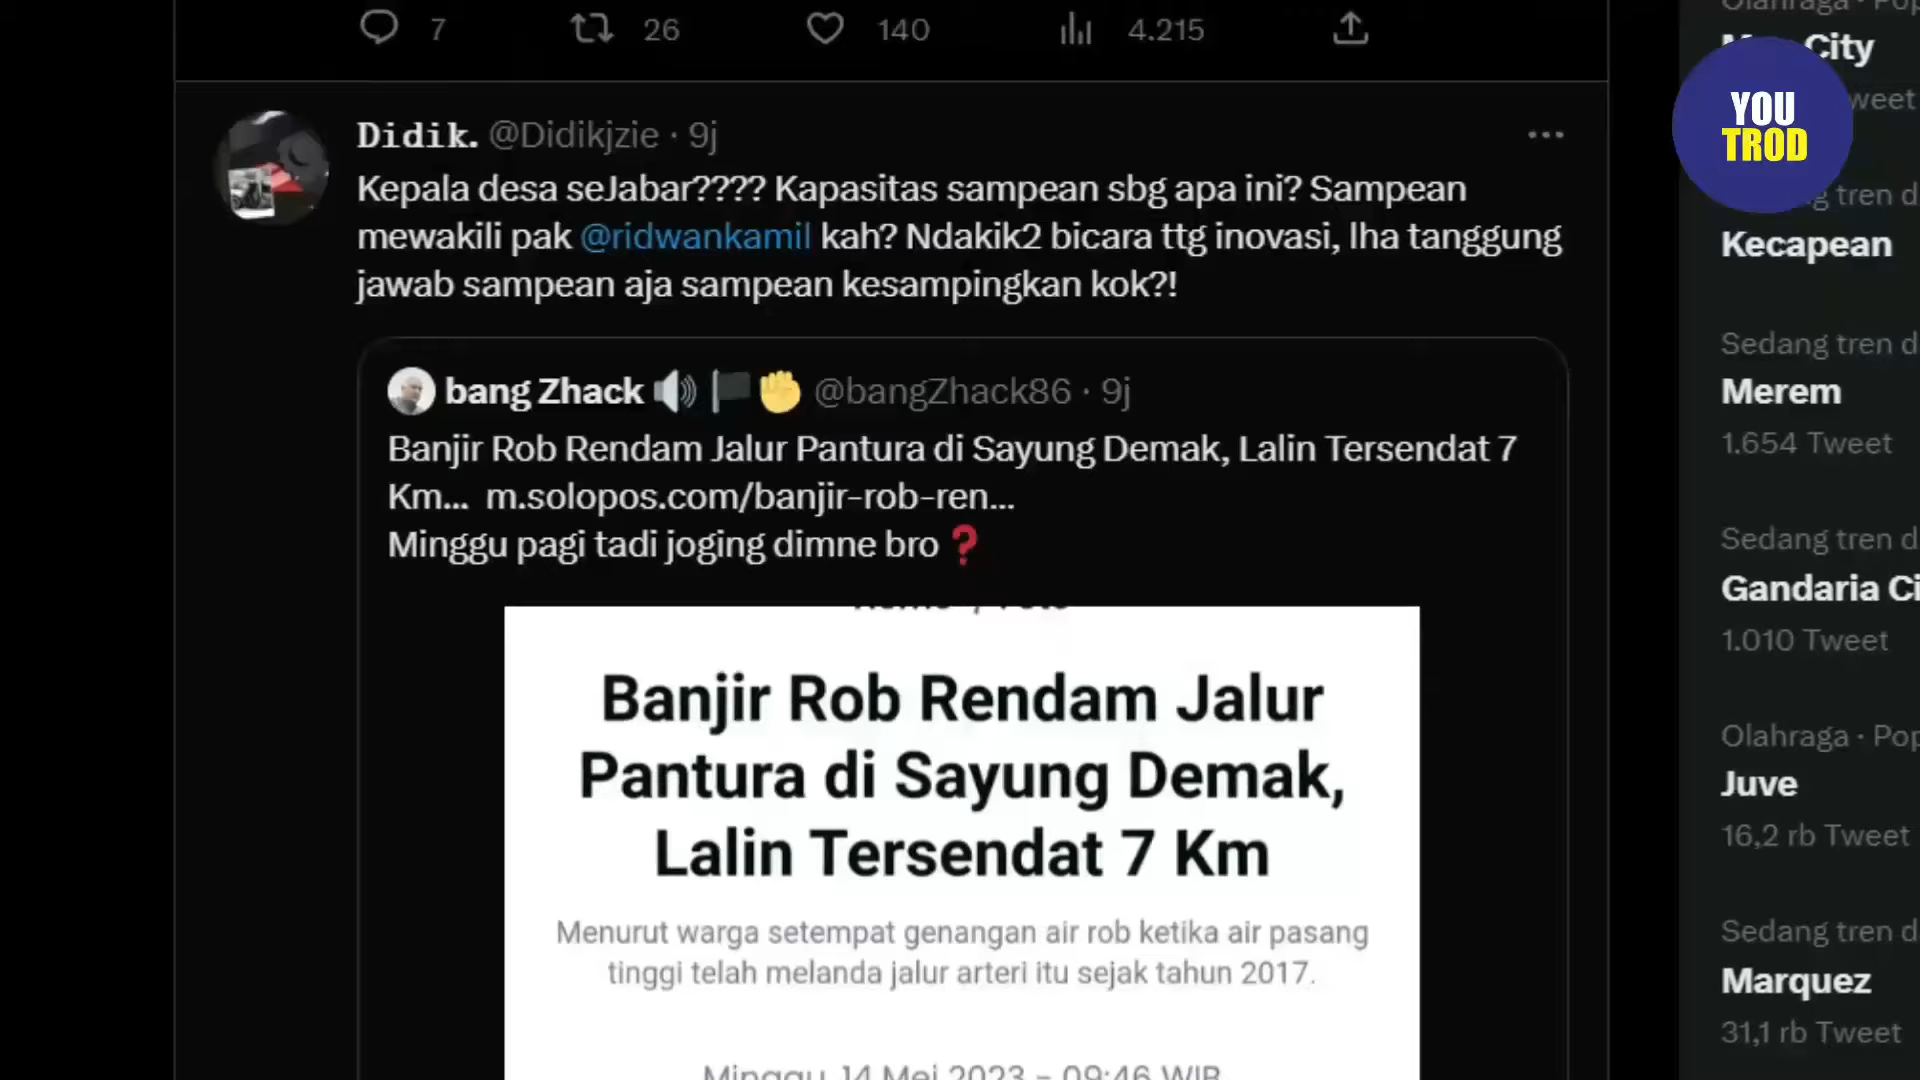 7 26 140 4.215
Didik. @Didikjzie · 9j
Kepala desa seJabar???? Kapasitas sampean sbg apa ini? Sampean
mewakili pak @ridwankamil kah? Ndakik2 bicara ttg inovasi, lha tanggung
jawab sampean aja sampean kesampingkan kok?!
bang Zhack 🔊 🏴 ✊ @bangZhack86 · 9j
Banjir Rob Rendam Jalur Pantura di Sayung Demak, Lalin Tersendat 7
Km... m.solopos.com/banjir-rob-ren...
Minggu pagi tadi joging dimne bro ❓
Banjir Rob Rendam Jalur
Pantura di Sayung Demak,
Lalin Tersendat 7 Km
Menurut warga setempat genangan air rob ketika air pasang
tinggi telah melanda jalur arteri itu sejak tahun 2017.
Minggu, 14 Mei 2023 - 09:46 WIB
City
YOU
TROD
Kecapean
Sedang tren d
Merem
1.654 Tweet
Sedang tren d
Gandaria Ci
1.010 Tweet
Olahraga · Pop
Juve
16,2 rb Tweet
Sedang tren d
Marquez
31,1 rb Tweet